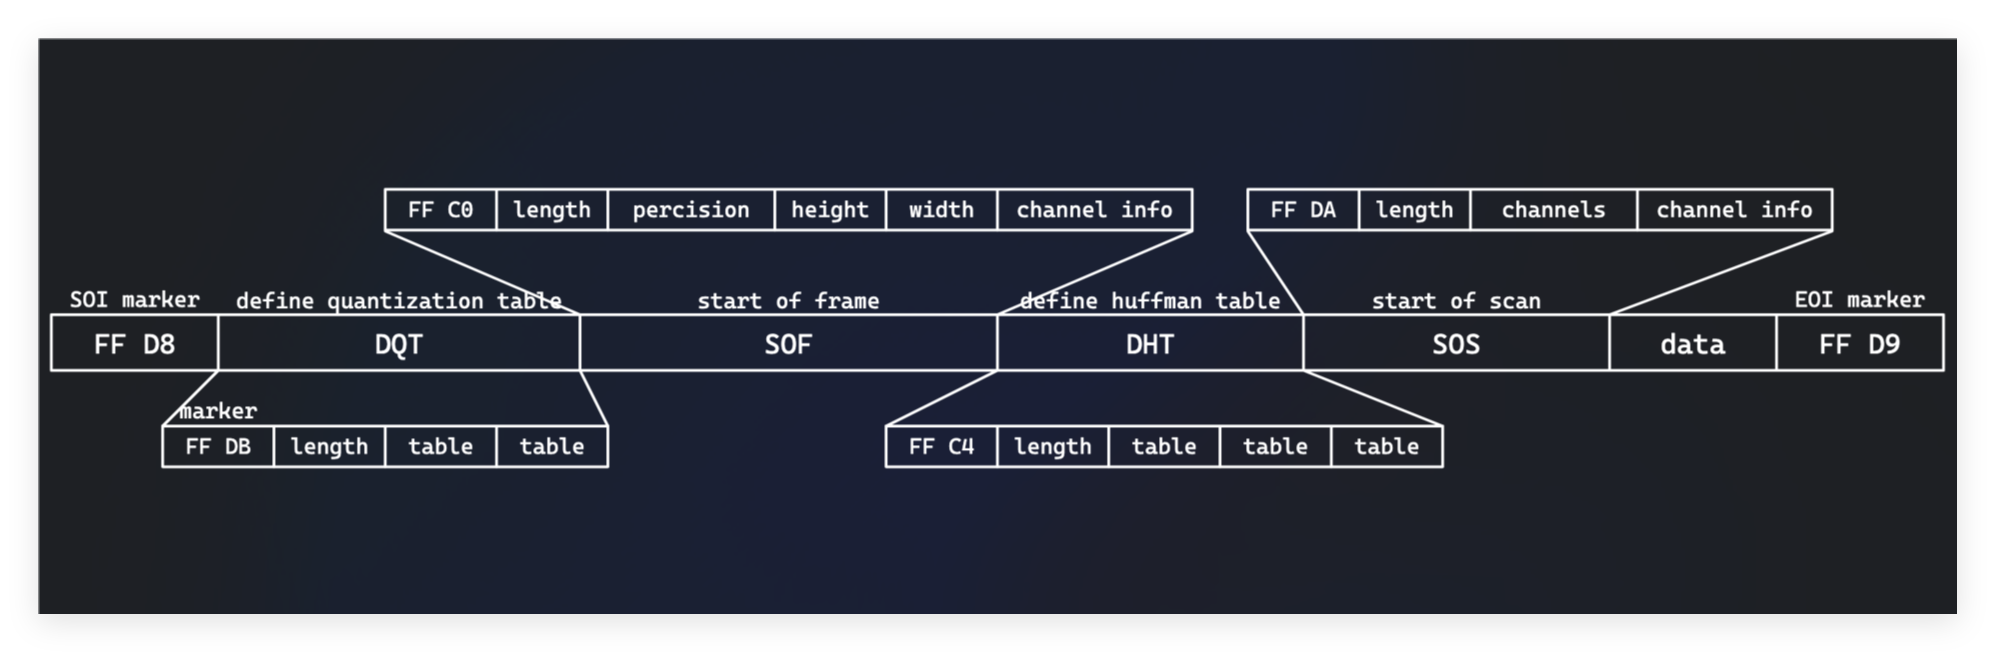 FF C0 length percision height width channel info
FF DA length channels channel info
SOI marker define quantization table start of frame define huffman table start of scan EOI marker
FF D8 DQT SOF DHT SOS data FF D9
marker
FF DB length table table
FF C4 length table table table